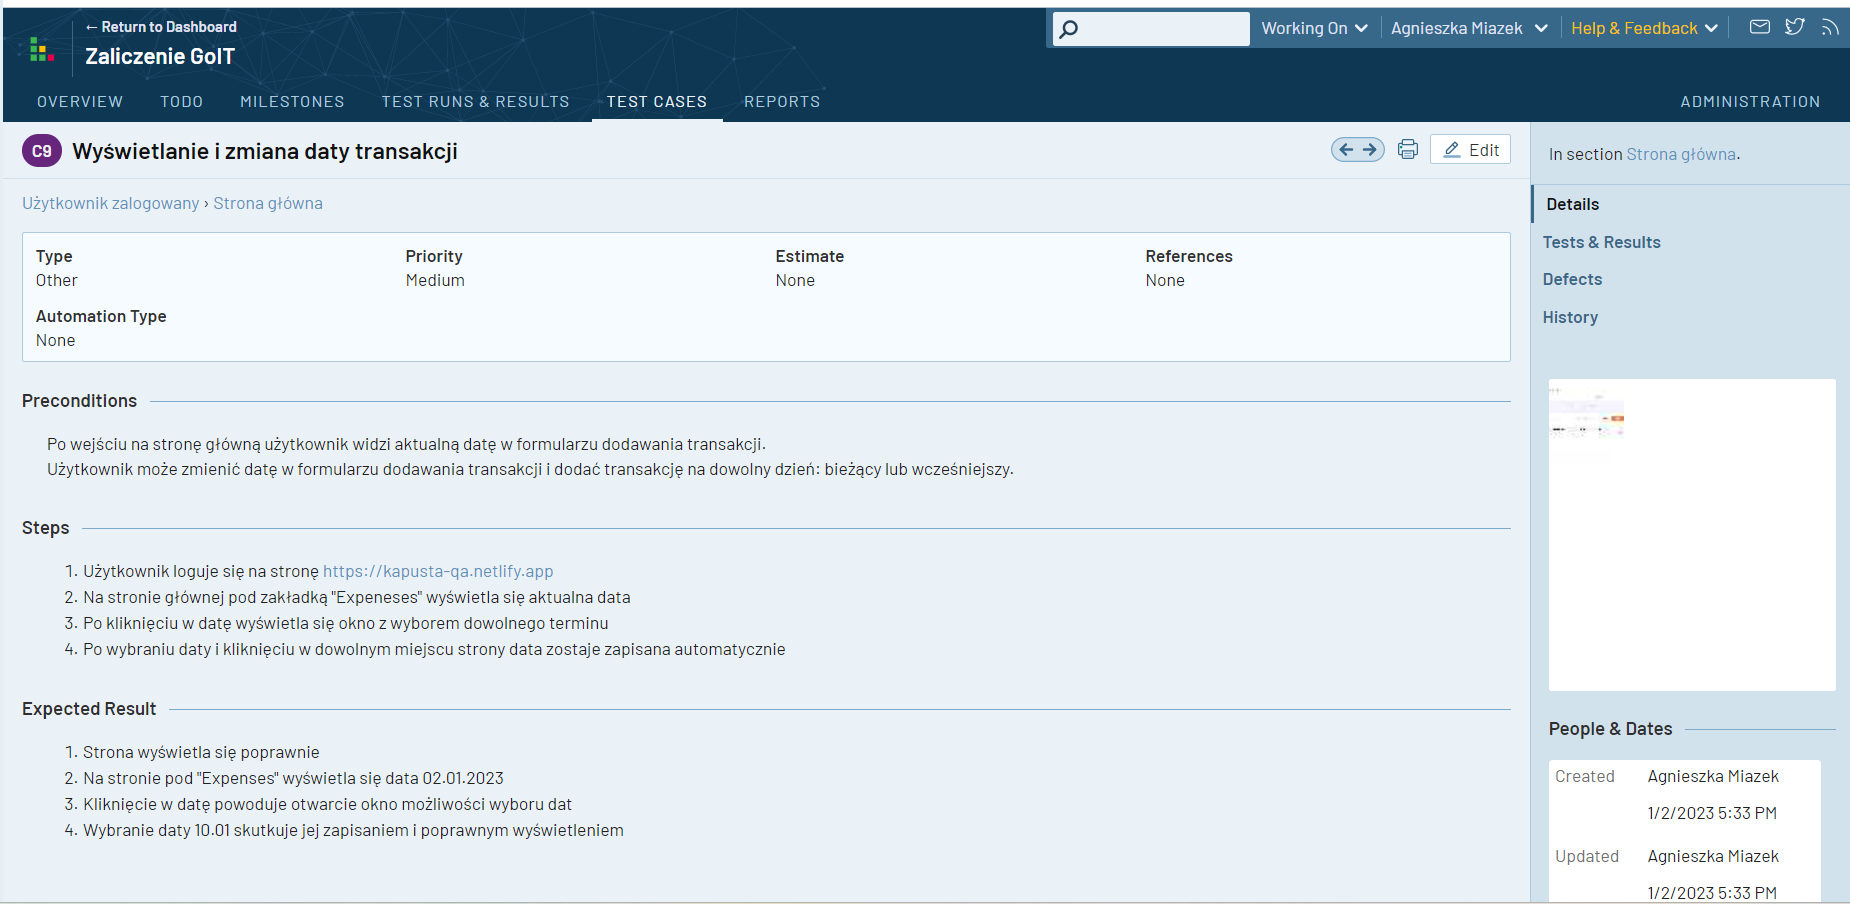 ← Return to Dashboard
Zaliczenie GoIT
Working On
Agnieszka Miazek
Help & Feedback
OVERVIEW
TODO
MILESTONES
TEST RUNS & RESULTS
TEST CASES
REPORTS
ADMINISTRATION
C9 Wyświetlanie i zmiana daty transakcji
Edit
In section Strona główna.
Użytkownik zalogowany › Strona główna
Details
Tests & Results
Defects
History
Type
Other
Priority
Medium
Estimate
None
References
None
Automation Type
None
Preconditions
Po wejściu na stronę główną użytkownik widzi aktualną datę w formularzu dodawania transakcji.
Użytkownik może zmienić datę w formularzu dodawania transakcji i dodać transakcję na dowolny dzień: bieżący lub wcześniejszy.
Steps
1. Użytkownik loguje się na stronę https://kapusta-qa.netlify.app
2. Na stronie głównej pod zakładką "Expeneses" wyświetla się aktualna data
3. Po kliknięciu w datę wyświetla się okno z wyborem dowolnego terminu
4. Po wybraniu daty i kliknięciu w dowolnym miejscu strony data zostaje zapisana automatycznie
Expected Result
1. Strona wyświetla się poprawnie
2. Na stronie pod "Expenses" wyświetla się data 02.01.2023
3. Kliknięcie w datę powoduje otwarcie okno możliwości wyboru dat
4. Wybranie daty 10.01 skutkuje jej zapisaniem i poprawnym wyświetleniem
People & Dates
Created
Agnieszka Miazek
1/2/2023 5:33 PM
Updated
Agnieszka Miazek
1/2/2023 5:33 PM